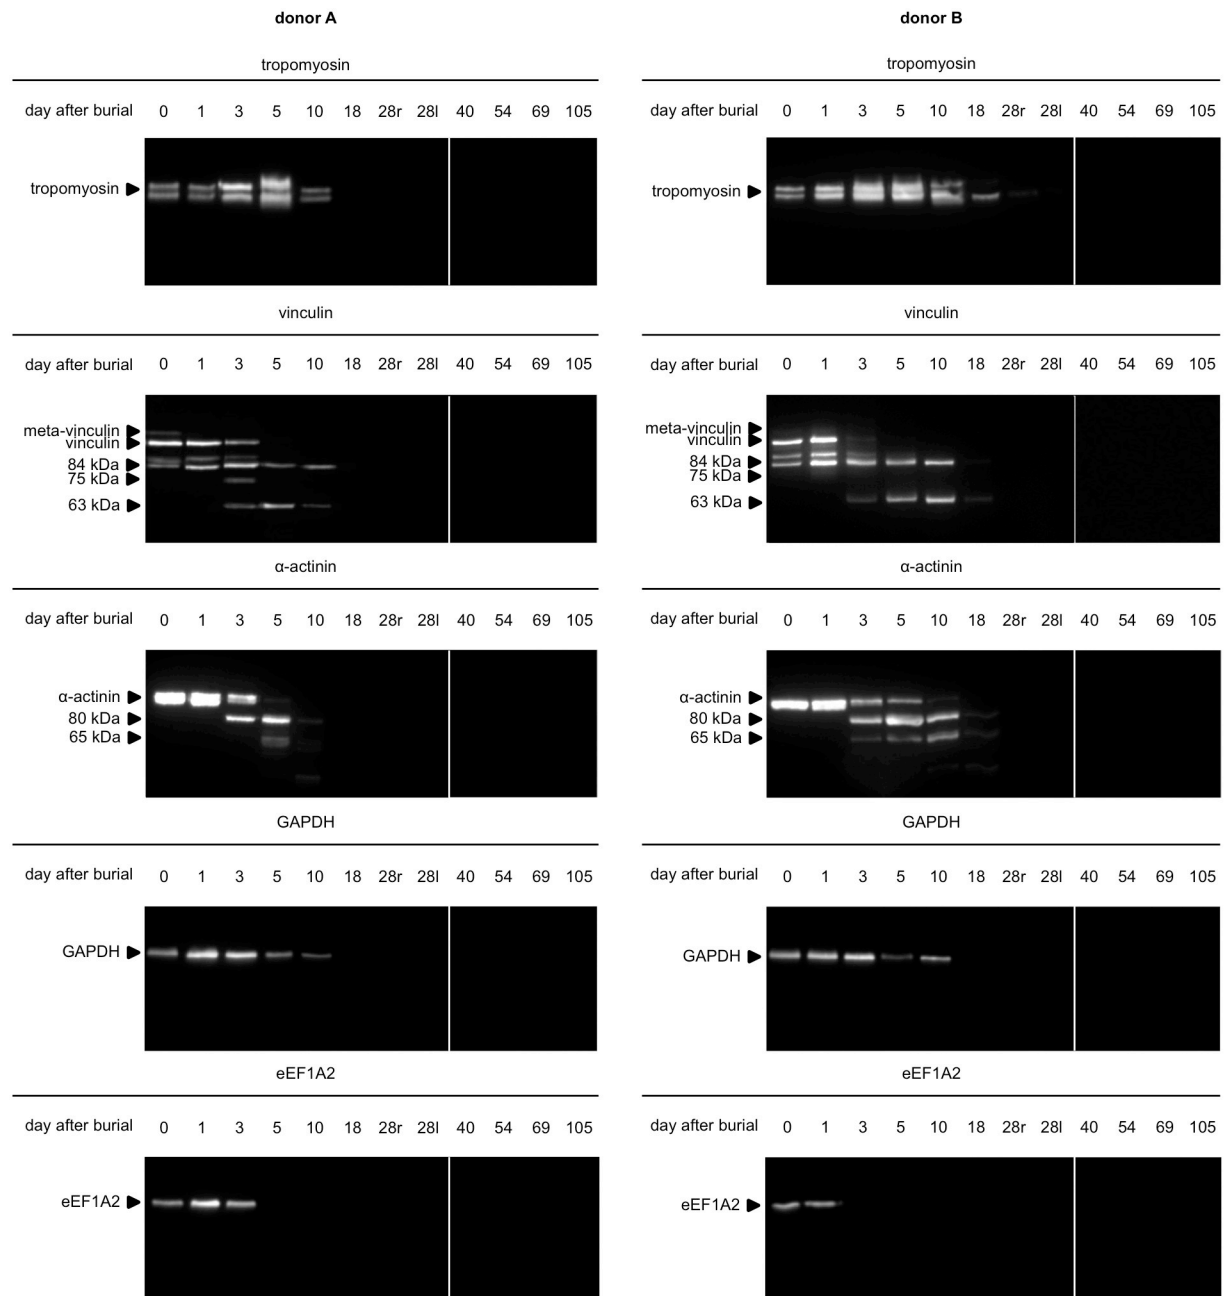 donor A
tropomyosin
day after burial 0 1 3 5 10 18 28r 28l 40 54 69 105
tropomyosin
vinculin
day after burial 0 1 3 5 10 18 28r 28l 40 54 69 105
meta-vinculin
vinculin
84 kDa
75 kDa
63 kDa
α-actinin
day after burial 0 1 3 5 10 18 28r 28l 40 54 69 105
α-actinin
80 kDa
65 kDa
GAPDH
day after burial 0 1 3 5 10 18 28r 28l 40 54 69 105
GAPDH
eEF1A2
day after burial 0 1 3 5 10 18 28r 28l 40 54 69 105
eEF1A2
donor B
tropomyosin
day after burial 0 1 3 5 10 18 28r 28l 40 54 69 105
tropomyosin
vinculin
day after burial 0 1 3 5 10 18 28r 28l 40 54 69 105
meta-vinculin
vinculin
84 kDa
75 kDa
63 kDa
α-actinin
day after burial 0 1 3 5 10 18 28r 28l 40 54 69 105
α-actinin
80 kDa
65 kDa
GAPDH
day after burial 0 1 3 5 10 18 28r 28l 40 54 69 105
GAPDH
eEF1A2
day after burial 0 1 3 5 10 18 28r 28l 40 54 69 105
eEF1A2